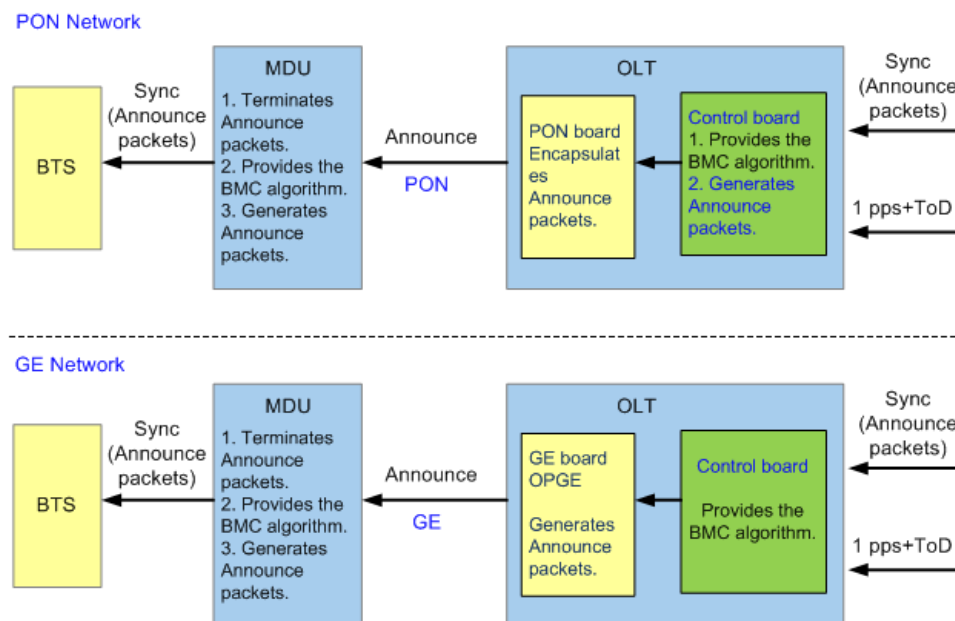 PON Network
BTS
Sync
(Announce
packets)
MDU
1. Terminates
Announce
packets.
2. Provides the
BMC algorithm.
3. Generates
Announce
packets.
Announce
PON
OLT
PON board
Encapsulat
es
Announce
packets.
Control board
1. Provides the
BMC algorithm.
2. Generates
Announce
packets.
Sync
(Announce
packets)
1 pps+ToD
GE Network
BTS
Sync
(Announce
packets)
MDU
1. Terminates
Announce
packets.
2. Provides the
BMC algorithm.
3. Generates
Announce
packets.
Announce
GE
OLT
GE board
OPGE
Generates
Announce
packets.
Control board
Provides the
BMC algorithm.
Sync
(Announce
packets)
1 pps+ToD